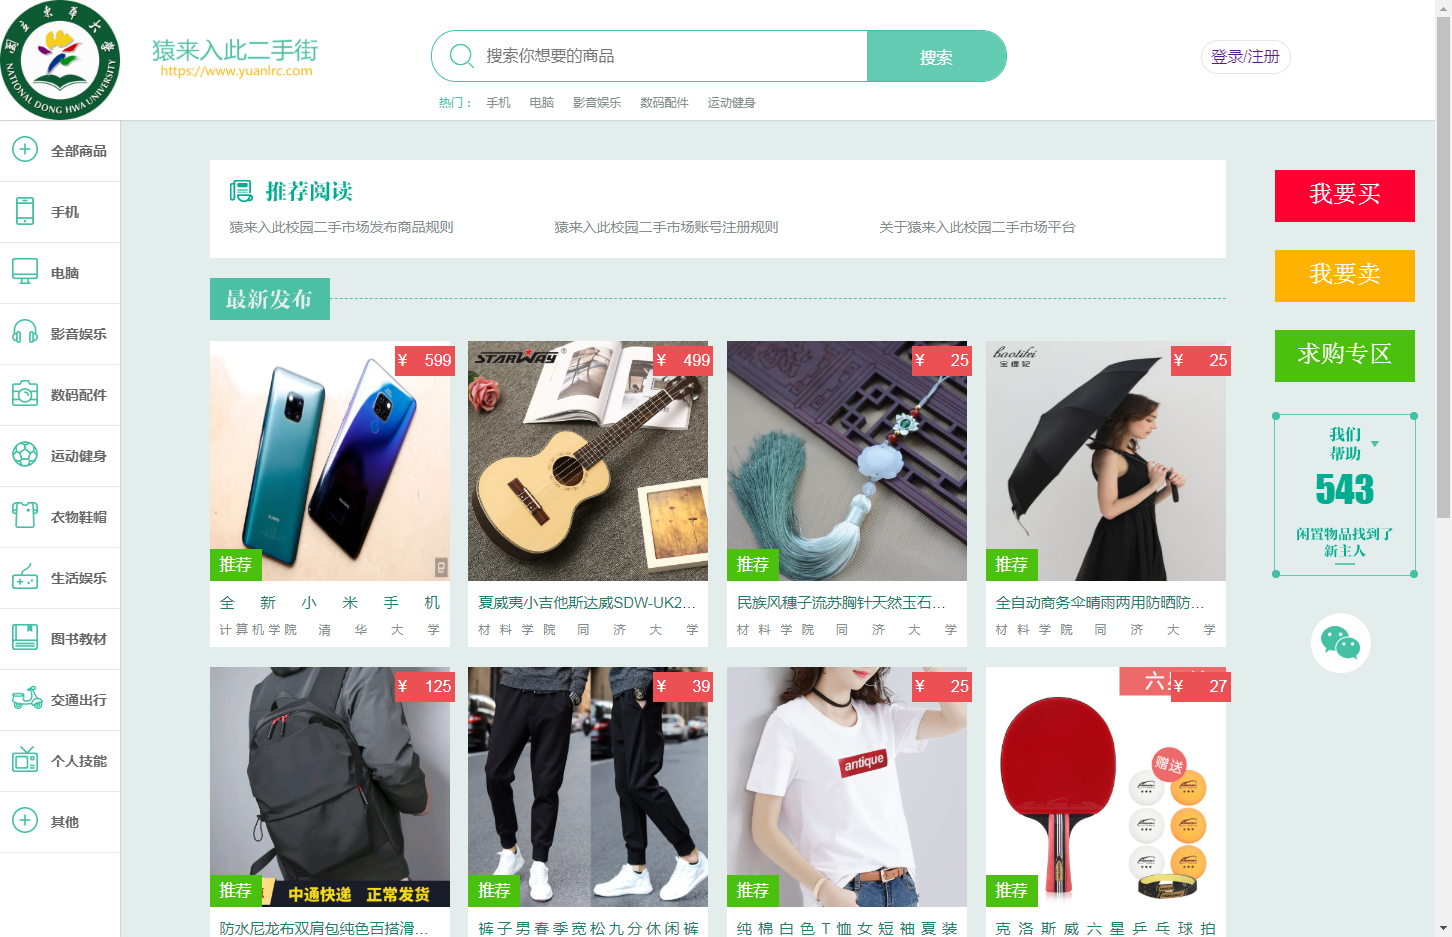 國立東華大學
NATIONAL DONG HWA UNIVERSITY
猿来入此二手街
https://www.yuanlrc.com
搜索你想要的商品
搜索
登录/注册
热门： 手机 电脑 影音娱乐 数码配件 运动健身
全部商品
手机
电脑
影音娱乐
数码配件
运动健身
衣物鞋帽
生活娱乐
图书教材
交通出行
个人技能
其他
推荐阅读
猿来入此校园二手市场发布商品规则 猿来入此校园二手市场账号注册规则 关于猿来入此校园二手市场平台
最新发布
¥ 599
推荐
全新小米手机
计算机学院 清华大学
STARWAY
¥ 499
夏威夷小吉他斯达威SDW-UK2...
材料学院 同济大学
¥ 25
推荐
民族风穗子流苏胸针天然玉石...
材料学院 同济大学
baolifei
¥ 25
推荐
全自动商务伞晴雨两用防晒防...
材料学院 同济大学
¥ 125
推荐
中通快递 正常发货
防水尼龙布双肩包纯色百搭滑...
¥ 39
推荐
裤子男春季宽松九分休闲裤
¥ 25
antique
推荐
纯棉白色T恤女短袖夏装
¥ 27
赠送
推荐
克洛斯威六星乒乓球拍
我要买
我要卖
求购专区
我们
帮助
543
闲置物品找到了
新主人